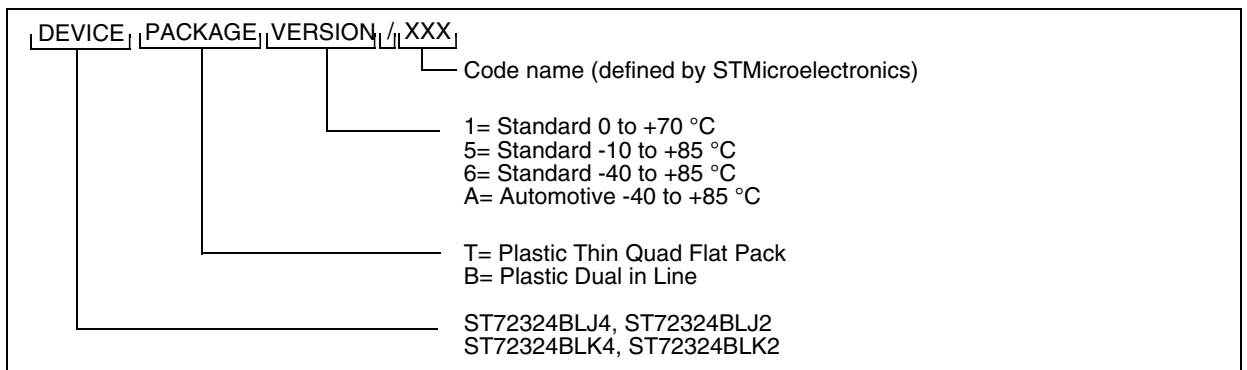 DEVICE PACKAGE VERSION / XXX
Code name (defined by STMicroelectronics)
1= Standard 0 to +70 °C
5= Standard -10 to +85 °C
6= Standard -40 to +85 °C
A= Automotive -40 to +85 °C
T= Plastic Thin Quad Flat Pack
B= Plastic Dual in Line
ST72324BLJ4, ST72324BLJ2
ST72324BLK4, ST72324BLK2